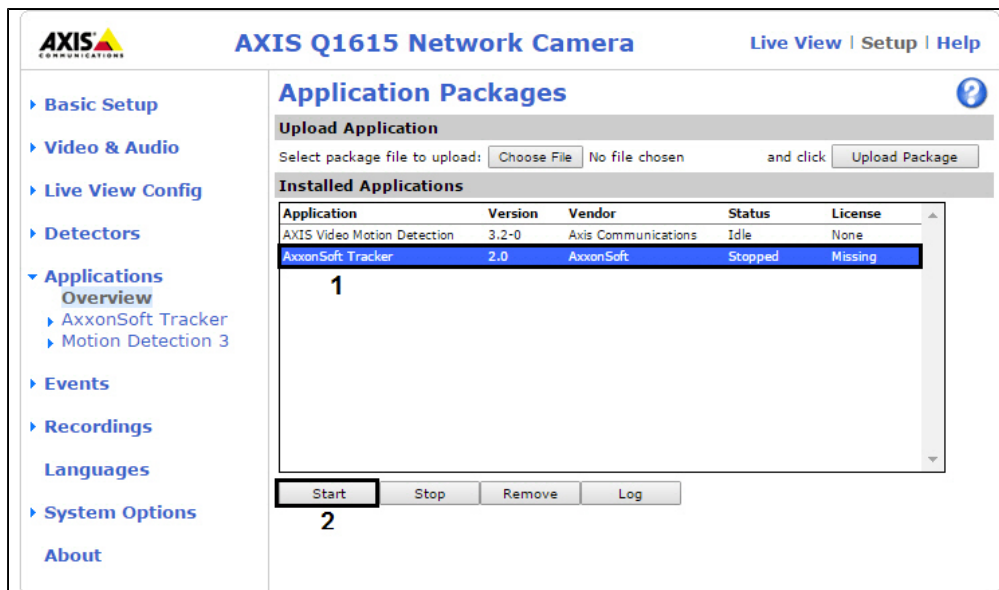 AXIS
COMMUNICATIONS
AXIS Q1615 Network Camera
Live View | Setup | Help
Basic Setup
Video & Audio
Live View Config
Detectors
Applications
Overview
AxxonSoft Tracker
Motion Detection 3
Events
Recordings
Languages
System Options
About
Application Packages
Upload Application
Select package file to upload: Choose File No file chosen and click Upload Package
Installed Applications
Application Version Vendor Status License
AXIS Video Motion Detection 3.2-0 Axis Communications Idle None
AxxonSoft Tracker 2.0 AxxonSoft Stopped Missing
1
Start Stop Remove Log
2